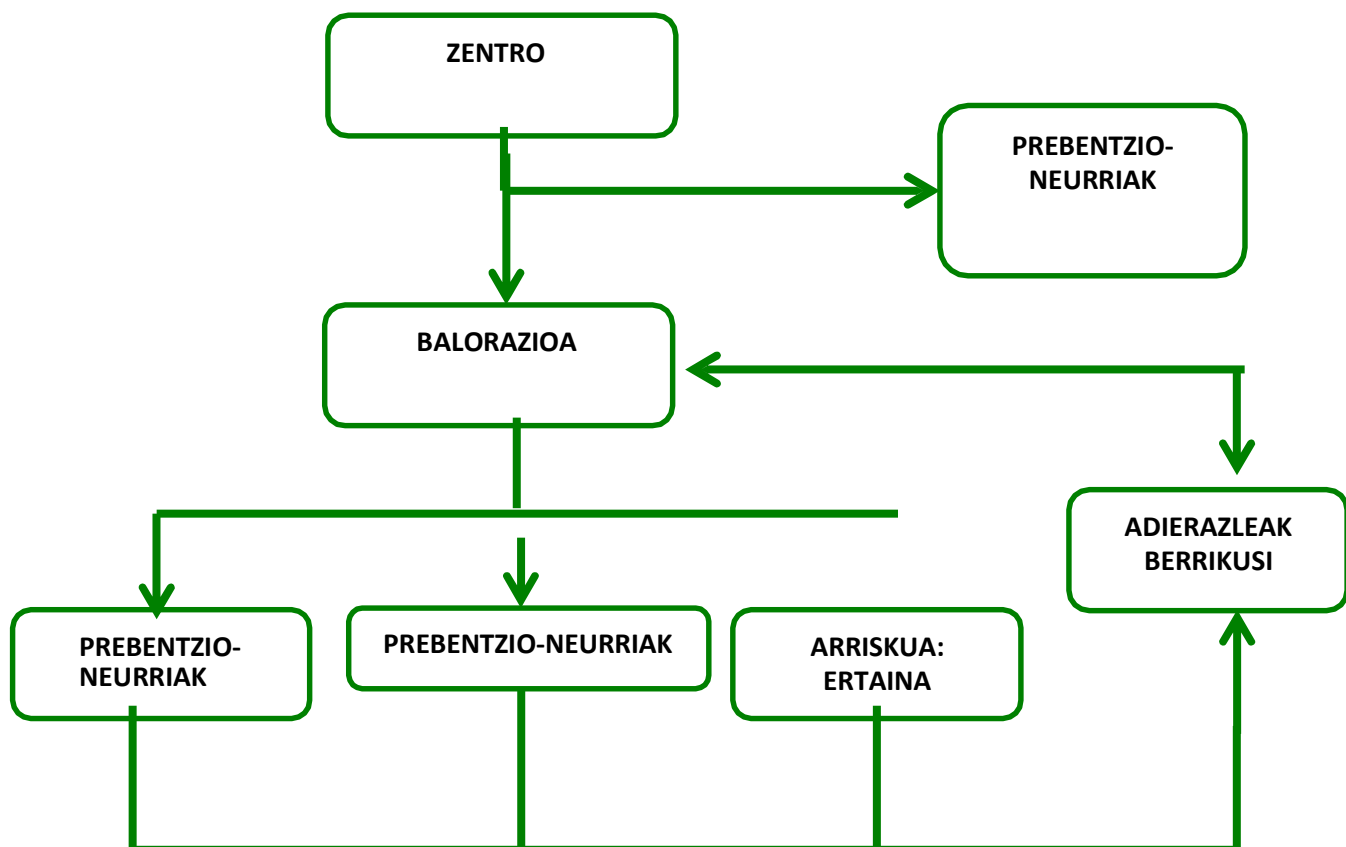 ZENTRO
PREBENTZIO-
NEURRIAK
BALORAZIOA
ADIERAZLEAK
BERRIKUSI
PREBENTZIO-
NEURRIAK
PREBENTZIO-NEURRIAK
ARRISKUA:
ERTAINA